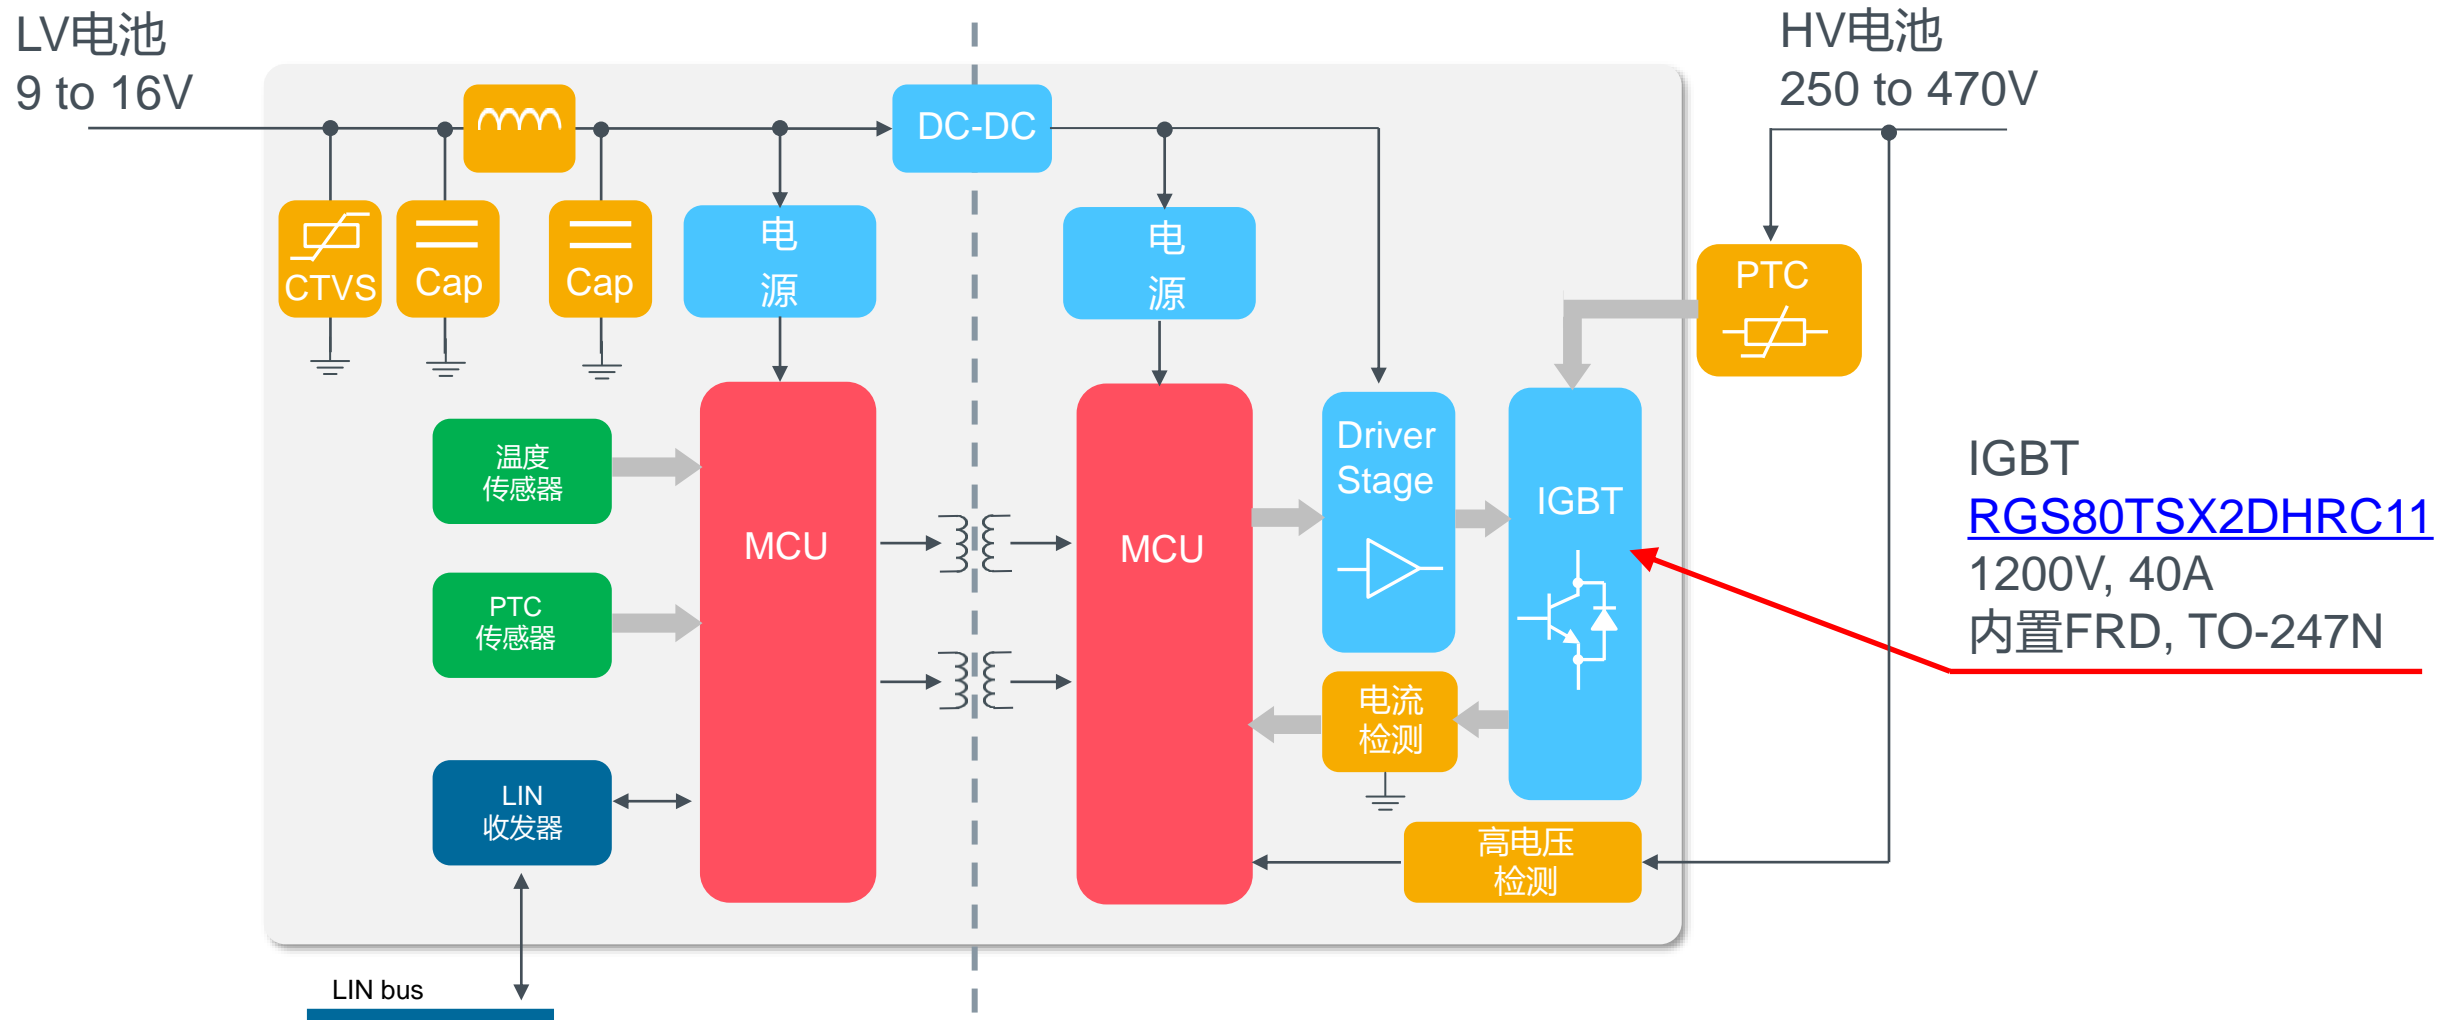 LV电池
9 to 16V
HV电池
250 to 470V
DC-DC
CTVS
Cap
Cap
电
源
电
源
PTC
温度
传感器
PTC
传感器
LIN
收发器
MCU
MCU
Driver
Stage
IGBT
电流
检测
高电压
检测
IGBT
RGS80TSX2DHRC11
1200V, 40A
内置FRD, TO-247N
LIN bus